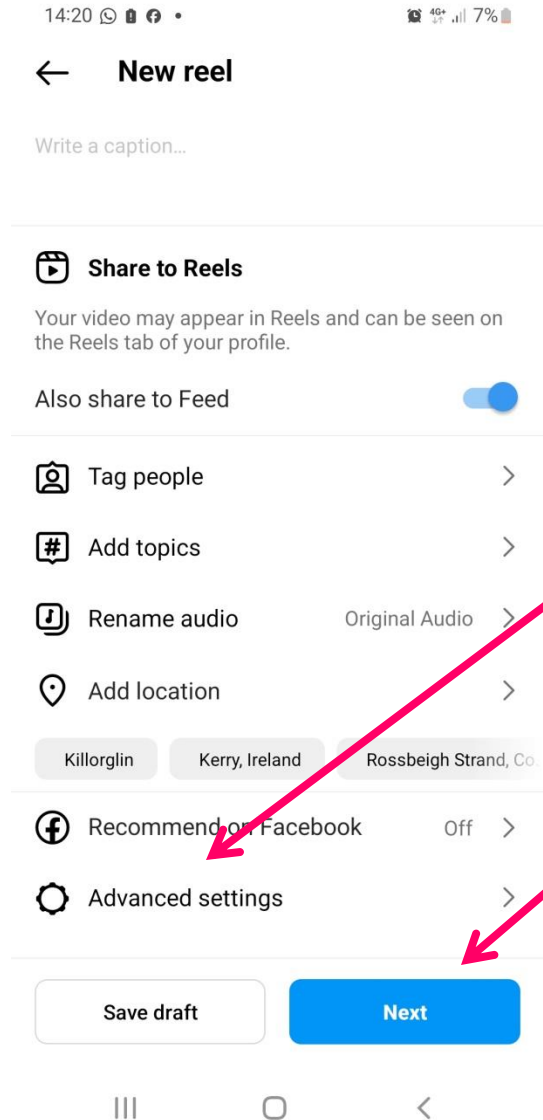 14:20 4G+ 7%
New reel
Write a caption...
Share to Reels
Your video may appear in Reels and can be seen on
the Reels tab of your profile.
Also share to Feed
Tag people
# Add topics
Rename audio Original Audio
Add location
Killorglin Kerry, Ireland Rossbeigh Strand, Co.
Recommend on Facebook Off
Advanced settings
Save draft Next